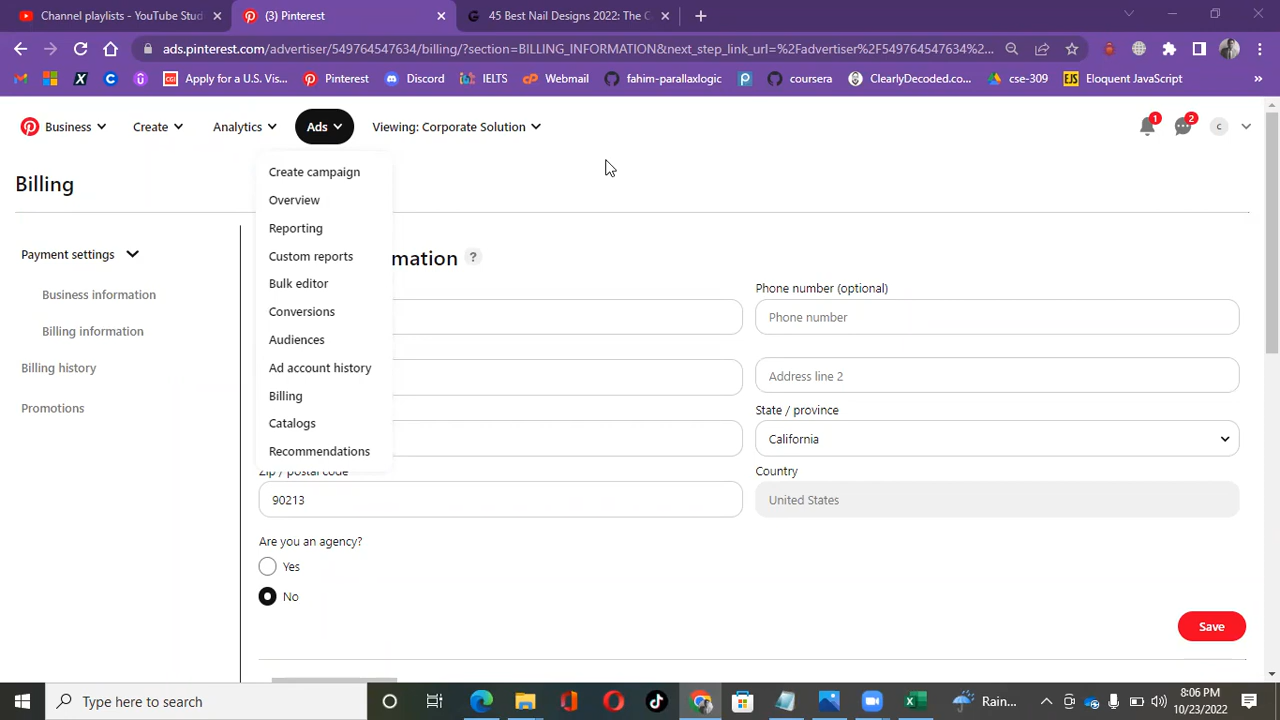 Channel playlists - YouTube Stud
(3) Pinterest
45 Best Nail Designs 2022: The C
ads.pinterest.com/advertiser/549764547634/billing/?section=BILLING_INFORMATION&next_step_link_url=%2Fadvertiser%2F549764547634%2...
Apply for a U.S. Vis... Pinterest Discord IELTS Webmail fahim-parallaxlogic coursera ClearlyDecoded.co... cse-309 EJS Eloquent JavaScript
Business Create Analytics Ads Viewing: Corporate Solution 1 2 C
Billing
Create campaign
Overview
Reporting
Custom reports
Bulk editor
Conversions
Audiences
Ad account history
Billing
Catalogs
Recommendations
Payment settings
Business information
Billing information
Billing history
Promotions
mation ?
Phone number (optional)
Phone number
Address line 2
State / province
California
Zip / postal code
90213
Country
United States
Are you an agency?
Yes
No
Save
Type here to search
Rain...
8:06 PM
10/23/2022